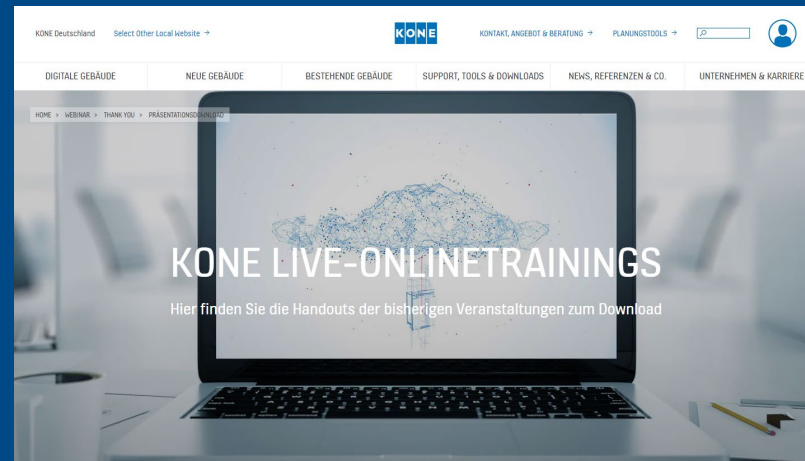 KONE Deutschland Select Other Local Website →
KONE
KONTAKT, ANGEBOT & BERATUNG → PLANUNGSTOOLS →
DIGITALE GEBÄUDE NEUE GEBÄUDE BESTEHENDE GEBÄUDE SUPPORT, TOOLS & DOWNLOADS NEWS, REFERENZEN & CO. UNTERNEHMEN & KARRIERE
HOME > WEBINAR > THANK YOU > PRÄSENTATIONSDOWNLOAD
KONE LIVE-ONLINETRAININGS
Hier finden Sie die Handouts der bisherigen Veranstaltungen zum Download